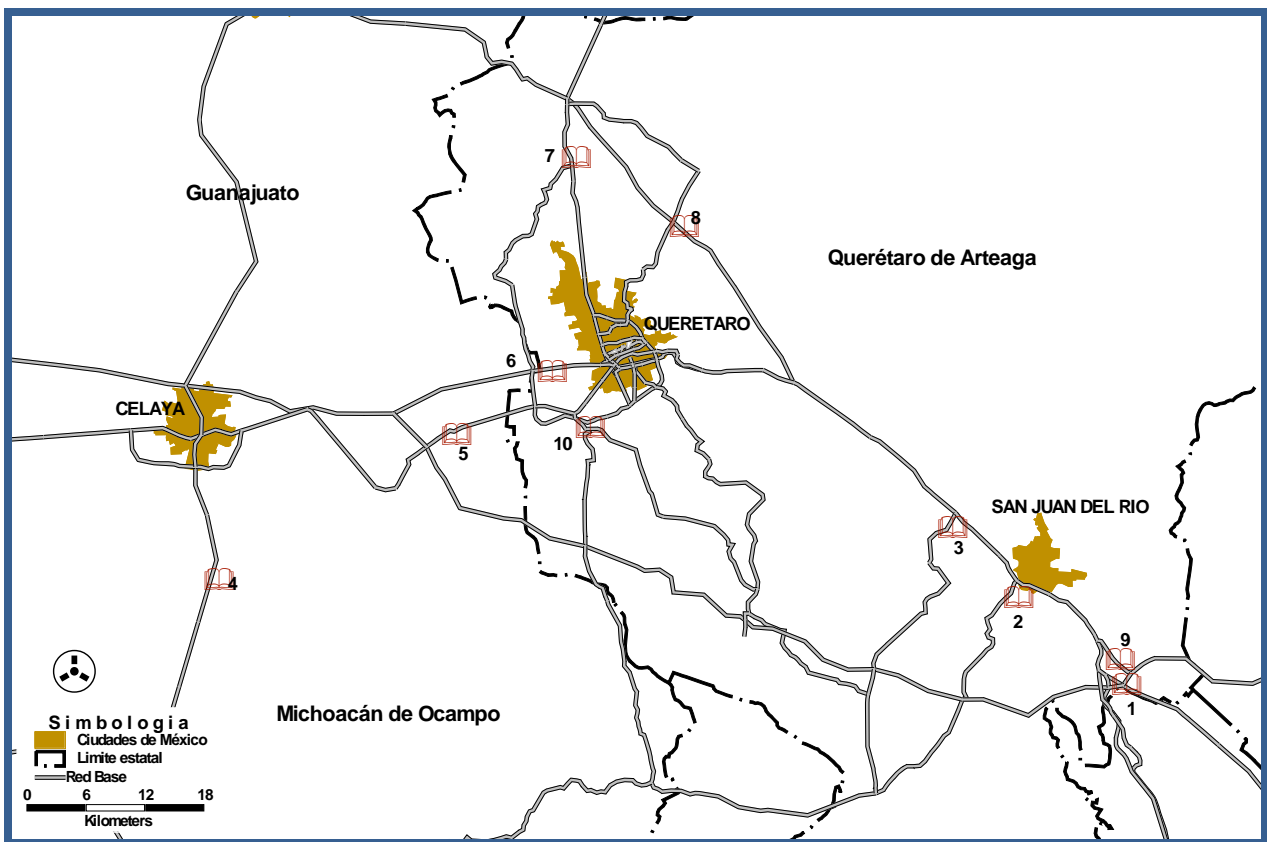 7
Guanajuato
8
Querétaro de Arteaga
QUERETARO
6
CELAYA
10
5
SAN JUAN DEL RIO
3
4
2
9
1
Michoacán de Ocampo
Simbologia
Ciudades de México
Limite estatal
Red Base
0 6 12 18
Kilometers